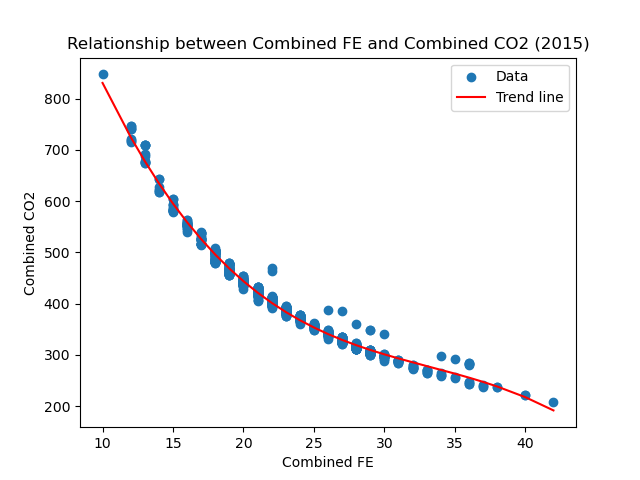 Relationship between Combined FE and Combined CO2 (2015)
Data
Trend line
Combined CO2
800
700
600
500
400
300
200
10 15 20 25 30 35 40
Combined FE